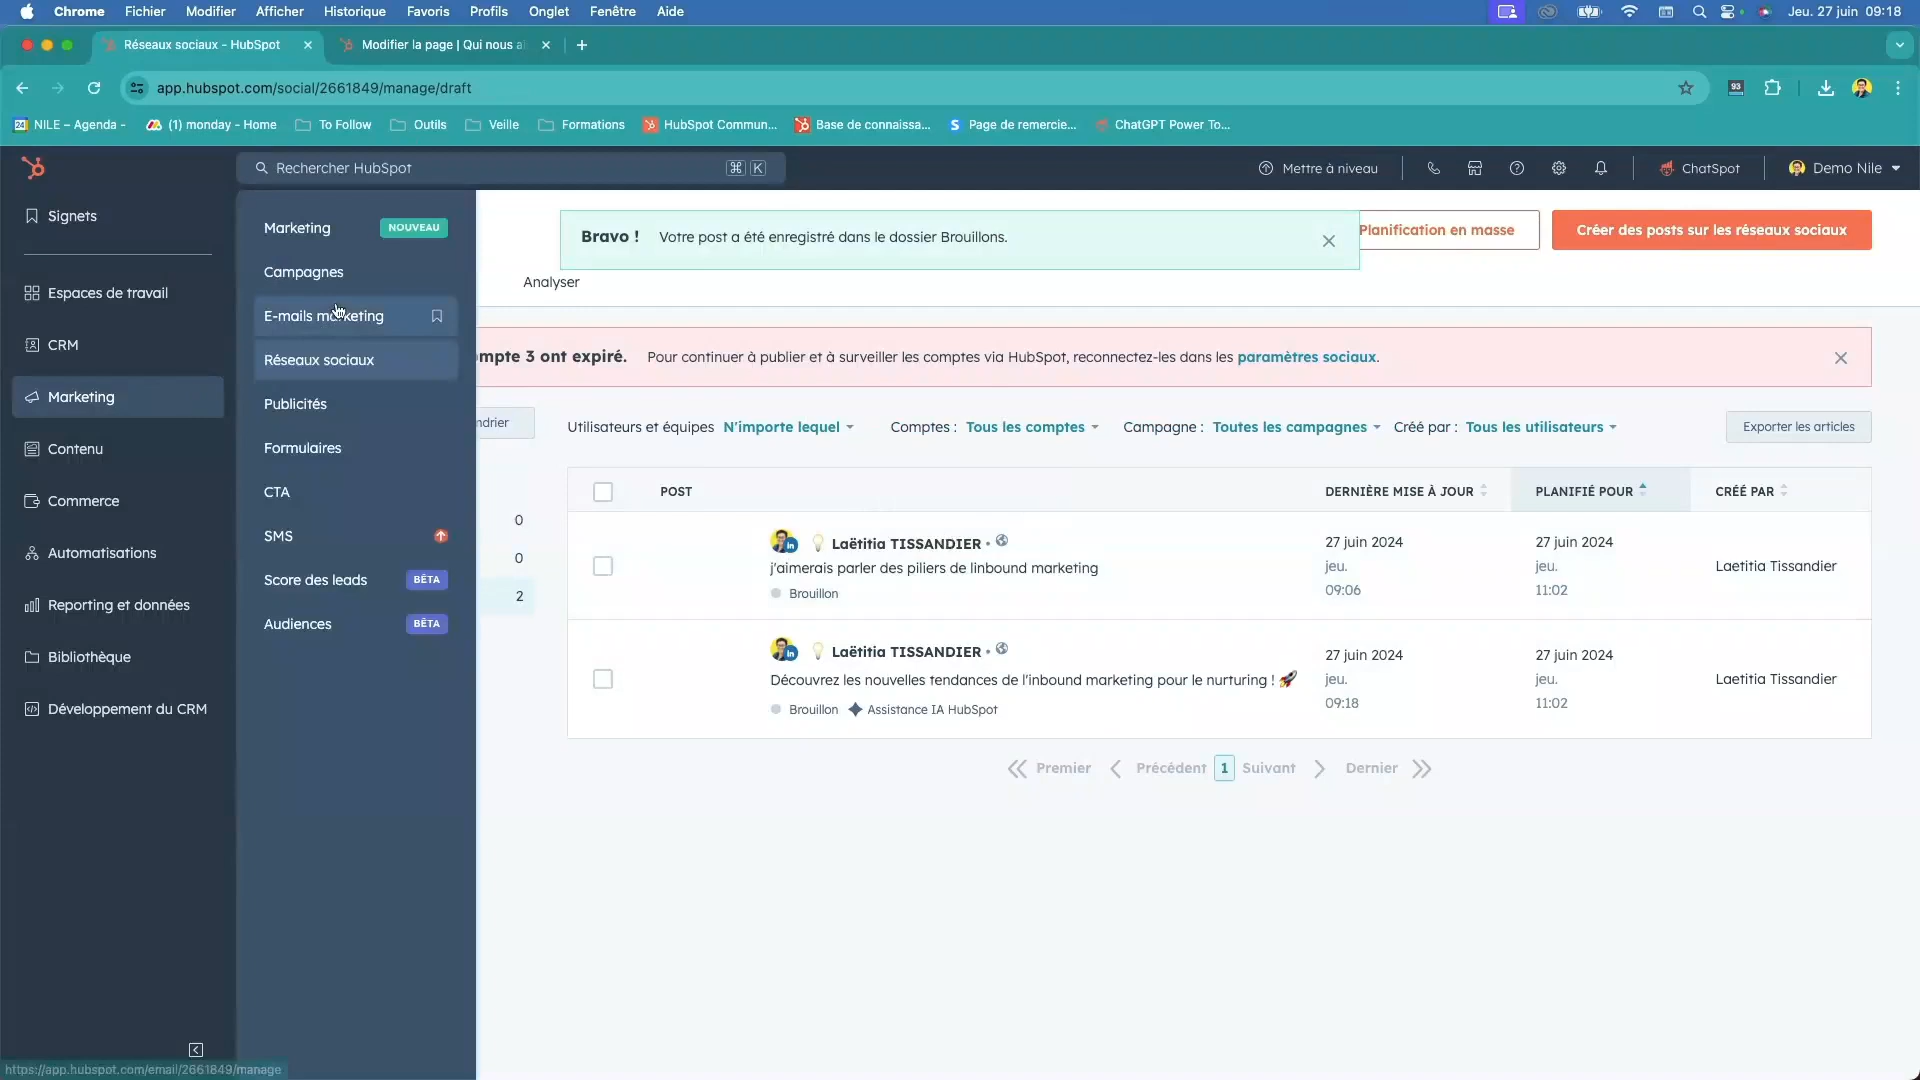 Chrome Fichier Modifier Afficher Historique Favoris Profils Onglet Fenêtre Aide Jeu. 27 juin 09:18
Réseaux sociaux - HubSpot Modifier la page | Qui nous a
app.hubspot.com/social/2661849/manage/draft 93
24 NILE – Agenda - (1) monday - Home To Follow Outils Veille Formations HubSpot Commun... Base de connaissa... Page de remercie... ChatGPT Power To...
Rechercher HubSpot ⌘ K Mettre à niveau ChatSpot Demo Nile
Signets
Espaces de travail
CRM
Marketing
Contenu
Commerce
Automatisations
Reporting et données
Bibliothèque
Développement du CRM
Marketing NOUVEAU
Campagnes
E-mails marketing
Réseaux sociaux
Publicités
Formulaires
CTA
SMS
Score des leads BÊTA
Audiences BÊTA
Bravo ! Votre post a été enregistré dans le dossier Brouillons.
Planification en masse Créer des posts sur les réseaux sociaux
Analyser
mpte 3 ont expiré. Pour continuer à publier et à surveiller les comptes via HubSpot, reconnectez-les dans les paramètres sociaux.
ndrier Utilisateurs et équipes N'importe lequel Comptes : Tous les comptes Campagne : Toutes les campagnes Créé par : Tous les utilisateurs Exporter les articles
0
0
2
POST DERNIÈRE MISE À JOUR PLANIFIÉ POUR CRÉÉ PAR
Laëtitia TISSANDIER •
j'aimerais parler des piliers de linbound marketing
Brouillon
27 juin 2024
jeu.
09:06
27 juin 2024
jeu.
11:02
Laetitia Tissandier
Laëtitia TISSANDIER •
Découvrez les nouvelles tendances de l'inbound marketing pour le nurturing ! 🚀
Brouillon Assistance IA HubSpot
27 juin 2024
jeu.
09:18
27 juin 2024
jeu.
11:02
Laetitia Tissandier
Premier Précédent 1 Suivant Dernier
https://app.hubspot.com/email/2661849/manage